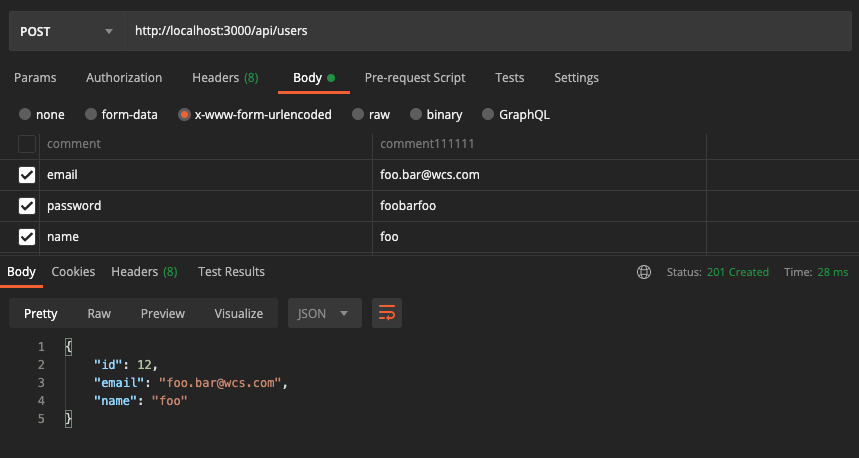 POST http://localhost:3000/api/users
Params Authorization Headers (8) Body Pre-request Script Tests Settings
none form-data x-www-form-urlencoded raw binary GraphQL
comment comment111111
email foo.bar@wcs.com
password foobarfoo
name foo
Body Cookies Headers (8) Test Results Status: 201 Created Time: 28 ms
Pretty Raw Preview Visualize JSON
1 {
2 "id": 12,
3 "email": "foo.bar@wcs.com",
4 "name": "foo"
5 }